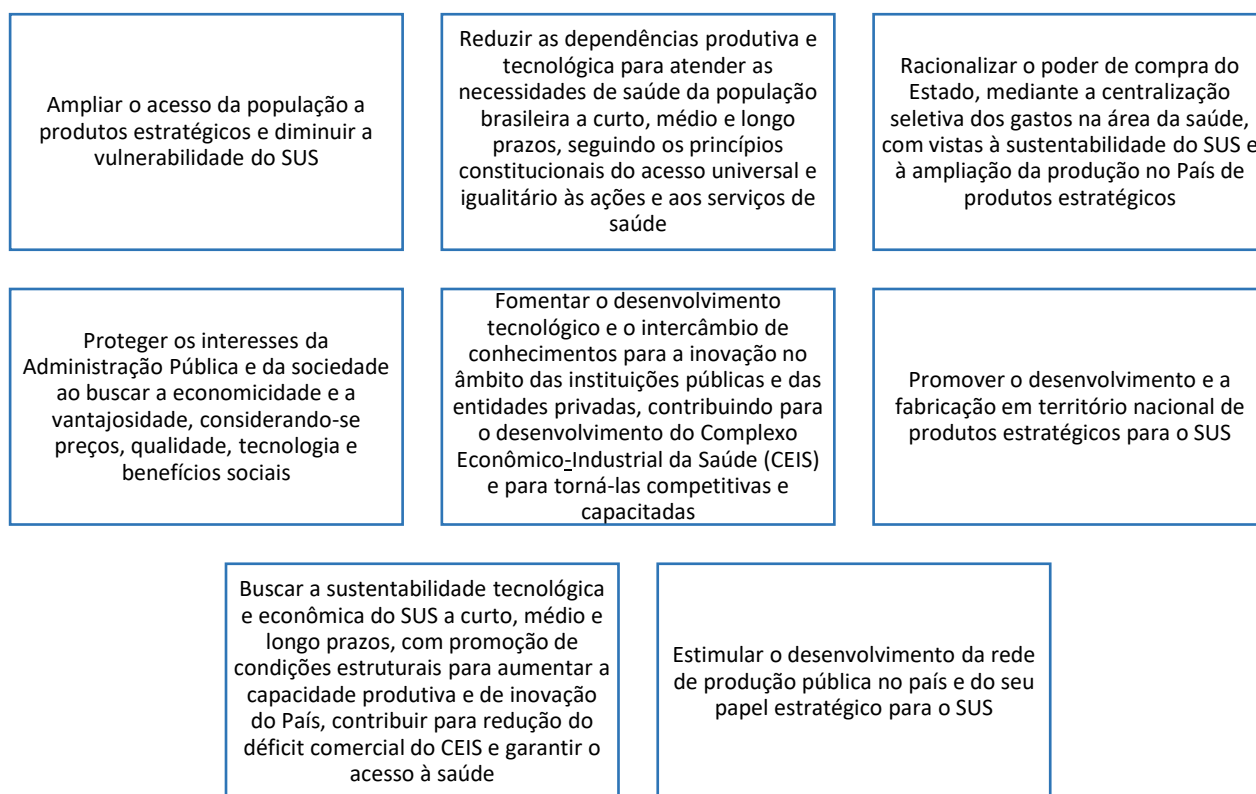 Ampliar o acesso da população a
produtos estratégicos e diminuir a
vulnerabilidade do SUS
Reduzir as dependências produtiva e
tecnológica para atender as
necessidades de saúde da população
brasileira a curto, médio e longo
prazos, seguindo os princípios
constitucionais do acesso universal e
igualitário às ações e aos serviços de
saúde
Racionalizar o poder de compra do
Estado, mediante a centralização
seletiva dos gastos na área da saúde,
com vistas à sustentabilidade do SUS e
à ampliação da produção no País de
produtos estratégicos
Proteger os interesses da
Administração Pública e da sociedade
ao buscar a economicidade e a
vantajosidade, considerando-se
preços, qualidade, tecnologia e
benefícios sociais
Fomentar o desenvolvimento
tecnológico e o intercâmbio de
conhecimentos para a inovação no
âmbito das instituições públicas e das
entidades privadas, contribuindo para
o desenvolvimento do Complexo
Econômico-Industrial da Saúde (CEIS)
e para torná-las competitivas e
capacitadas
Promover o desenvolvimento e a
fabricação em território nacional de
produtos estratégicos para o SUS
Buscar a sustentabilidade tecnológica
e econômica do SUS a curto, médio e
longo prazos, com promoção de
condições estruturais para aumentar a
capacidade produtiva e de inovação
do País, contribuir para redução do
déficit comercial do CEIS e garantir o
acesso à saúde
Estimular o desenvolvimento da rede
de produção pública no país e do seu
papel estratégico para o SUS